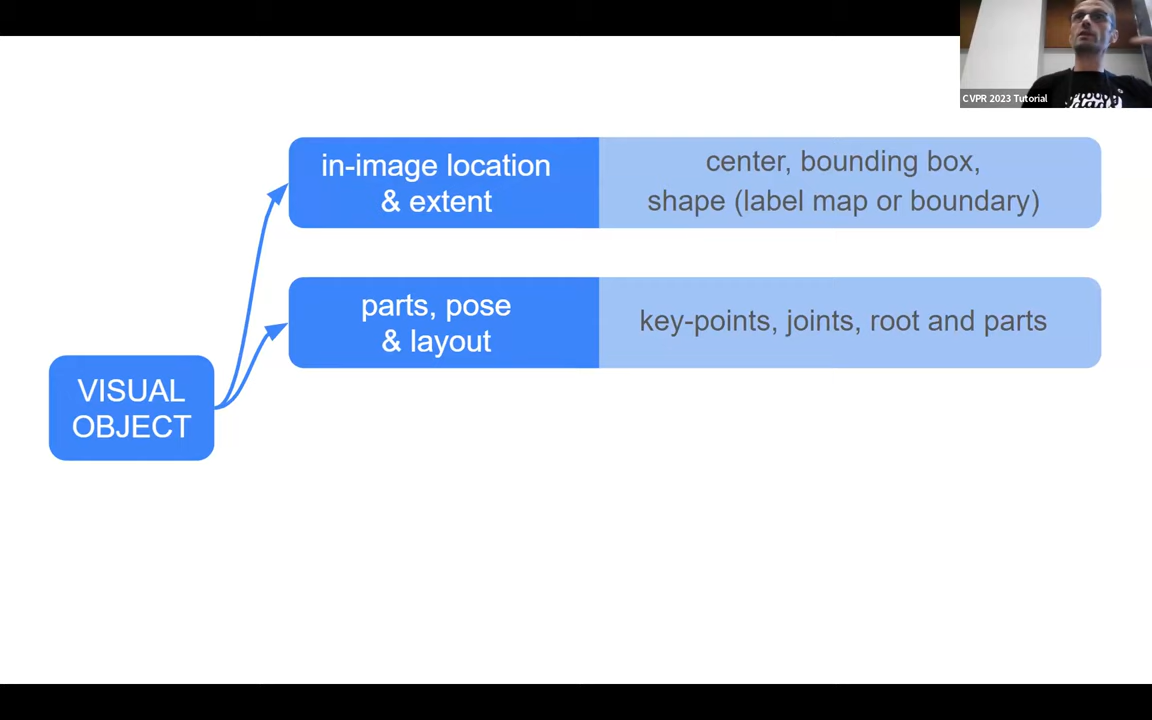 CVPR 2023 Tutorial
in-image location
& extent
center, bounding box,
shape (label map or boundary)
parts, pose
& layout
key-points, joints, root and parts
VISUAL
OBJECT